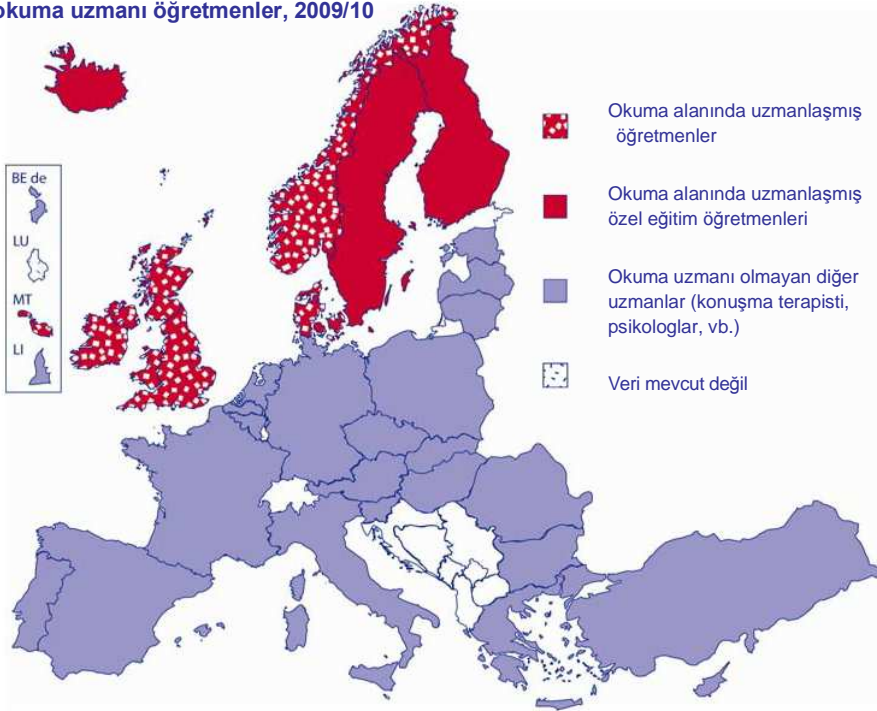 okuma uzmanı öğretmenler, 2009/10
Okuma alanında uzmanlaşmış
öğretmenler
Okuma alanında uzmanlaşmış
özel eğitim öğretmenleri
Okuma uzmanı olmayan diğer
uzmanlar (konuşma terapisti,
psikologlar, vb.)
Veri mevcut değil
BE de
LU
MT
LI